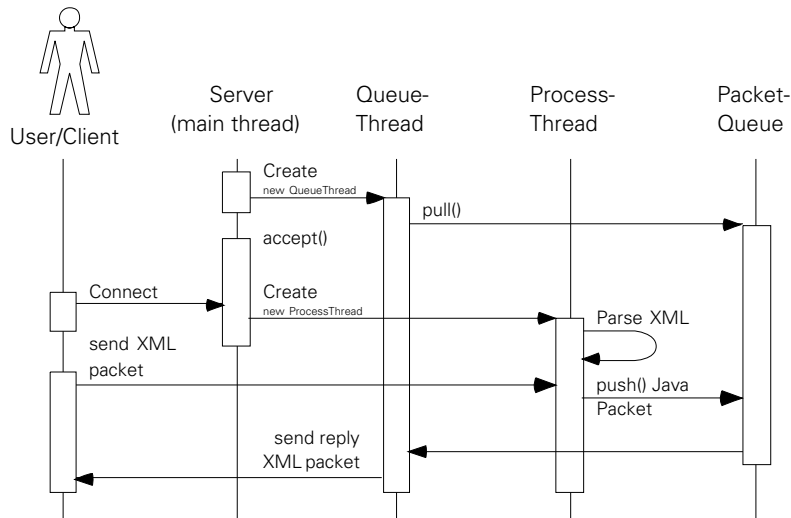 User/Client
Server
(main thread)
Queue-
Thread
Process-
Thread
Packet-
Queue
Create
new QueueThread
pull()
accept()
Connect
Create
new ProcessThread
Parse XML
send XML
packet
push() Java
Packet
send reply
XML packet